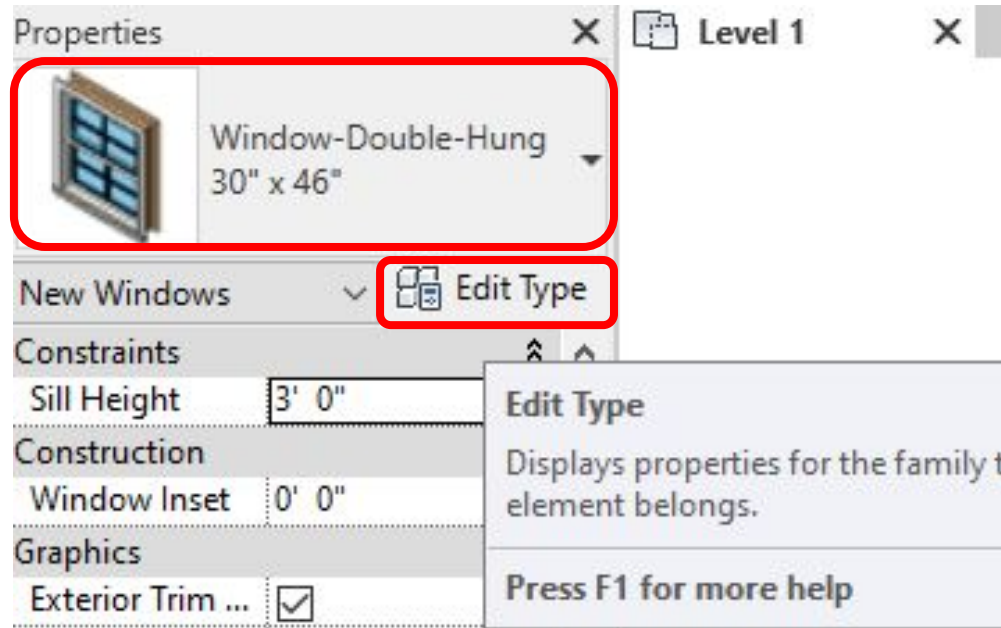 Properties
Level 1
Window-Double-Hung
30" x 46"
New Windows
Edit Type
Constraints
Sill Height 3' 0"
Construction
Window Inset 0' 0"
Graphics
Exterior Trim ...
Edit Type
Displays properties for the family t
element belongs.
Press F1 for more help